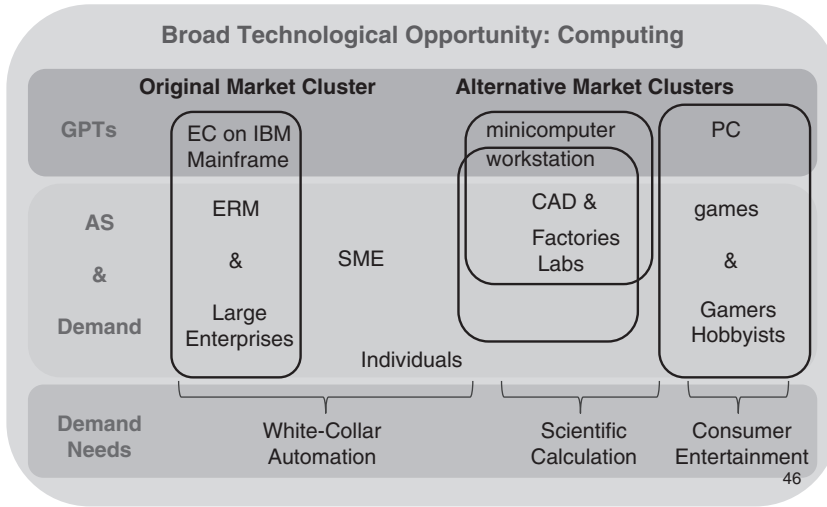 Broad Technological Opportunity: Computing
Original Market Cluster
Alternative Market Clusters
GPTs
EC on IBM
Mainframe
minicomputer
workstation
PC
AS
&
Demand
ERM
&
Large
Enterprises
SME
Individuals
CAD &
Factories
Labs
games
&
Gamers
Hobbyists
Demand
Needs
White-Collar
Automation
Scientific
Calculation
Consumer
Entertainment
46